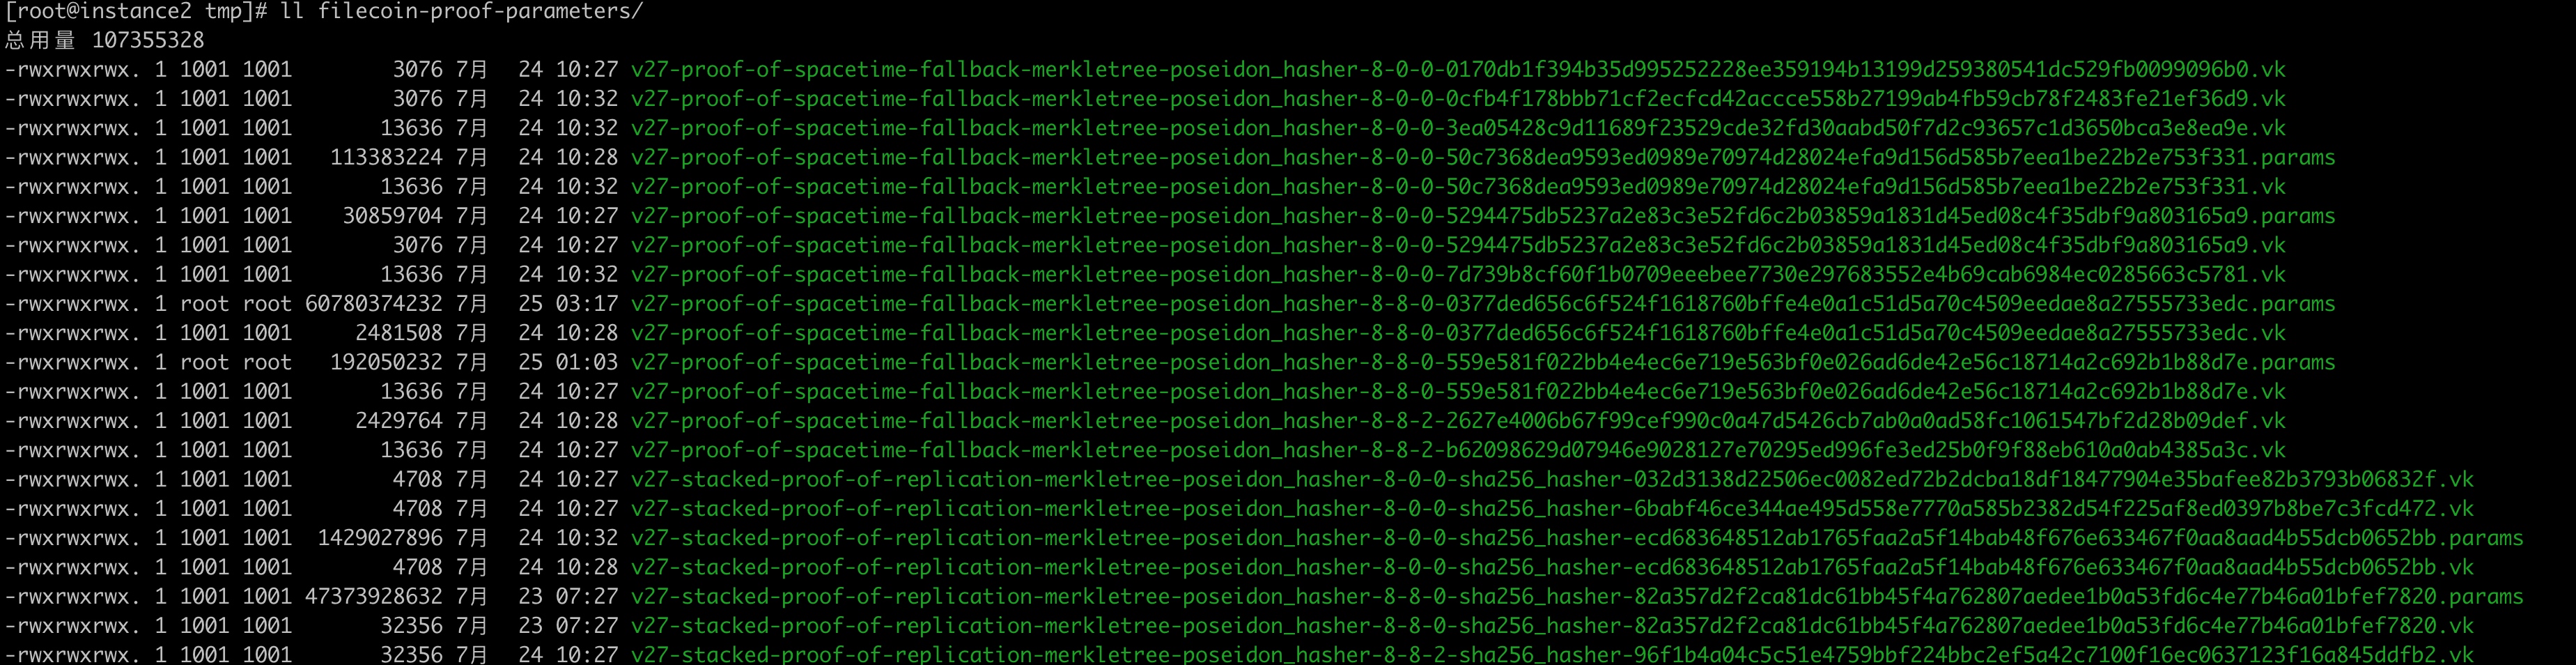 [root@instance2 tmp]# ll filecoin-proof-parameters/
总用量 107355328
-rwxrwxrwx. 1 1001 1001        3076 7月  24 10:27 v27-proof-of-spacetime-fallback-merkletree-poseidon_hasher-8-0-0-0170db1f394b35d995252228ee359194b13199d259380541dc529fb0099096b0.vk
-rwxrwxrwx. 1 1001 1001        3076 7月  24 10:32 v27-proof-of-spacetime-fallback-merkletree-poseidon_hasher-8-0-0-0cfb4f178bbb71cf2ecfcd42accce558b27199ab4fb59cb78f2483fe21ef36d9.vk
-rwxrwxrwx. 1 1001 1001       13636 7月  24 10:32 v27-proof-of-spacetime-fallback-merkletree-poseidon_hasher-8-0-0-3ea05428c9d11689f23529cde32fd30aabd50f7d2c93657c1d3650bca3e8ea9e.vk
-rwxrwxrwx. 1 1001 1001   113383224 7月  24 10:28 v27-proof-of-spacetime-fallback-merkletree-poseidon_hasher-8-0-0-50c7368dea9593ed0989e70974d28024efa9d156d585b7eea1be22b2e753f331.params
-rwxrwxrwx. 1 1001 1001       13636 7月  24 10:32 v27-proof-of-spacetime-fallback-merkletree-poseidon_hasher-8-0-0-50c7368dea9593ed0989e70974d28024efa9d156d585b7eea1be22b2e753f331.vk
-rwxrwxrwx. 1 1001 1001    30859704 7月  24 10:27 v27-proof-of-spacetime-fallback-merkletree-poseidon_hasher-8-0-0-5294475db5237a2e83c3e52fd6c2b03859a1831d45ed08c4f35dbf9a803165a9.params
-rwxrwxrwx. 1 1001 1001        3076 7月  24 10:27 v27-proof-of-spacetime-fallback-merkletree-poseidon_hasher-8-0-0-5294475db5237a2e83c3e52fd6c2b03859a1831d45ed08c4f35dbf9a803165a9.vk
-rwxrwxrwx. 1 1001 1001       13636 7月  24 10:32 v27-proof-of-spacetime-fallback-merkletree-poseidon_hasher-8-0-0-7d739b8cf60f1b0709eeebee7730e297683552e4b69cab6984ec0285663c5781.vk
-rwxrwxrwx. 1 root root 60780374232 7月  25 03:17 v27-proof-of-spacetime-fallback-merkletree-poseidon_hasher-8-8-0-0377ded656c6f524f1618760bffe4e0a1c51d5a70c4509eedae8a27555733edc.params
-rwxrwxrwx. 1 1001 1001     2481508 7月  24 10:28 v27-proof-of-spacetime-fallback-merkletree-poseidon_hasher-8-8-0-0377ded656c6f524f1618760bffe4e0a1c51d5a70c4509eedae8a27555733edc.vk
-rwxrwxrwx. 1 root root   192050232 7月  25 01:03 v27-proof-of-spacetime-fallback-merkletree-poseidon_hasher-8-8-0-559e581f022bb4e4ec6e719e563bf0e026ad6de42e56c18714a2c692b1b88d7e.params
-rwxrwxrwx. 1 1001 1001       13636 7月  24 10:27 v27-proof-of-spacetime-fallback-merkletree-poseidon_hasher-8-8-0-559e581f022bb4e4ec6e719e563bf0e026ad6de42e56c18714a2c692b1b88d7e.vk
-rwxrwxrwx. 1 1001 1001     2429764 7月  24 10:28 v27-proof-of-spacetime-fallback-merkletree-poseidon_hasher-8-8-2-2627e4006b67f99cef990c0a47d5426cb7ab0a0ad58fc1061547bf2d28b09def.vk
-rwxrwxrwx. 1 1001 1001       13636 7月  24 10:27 v27-proof-of-spacetime-fallback-merkletree-poseidon_hasher-8-8-2-b62098629d07946e9028127e70295ed996fe3ed25b0f9f88eb610a0ab4385a3c.vk
-rwxrwxrwx. 1 1001 1001        4708 7月  24 10:27 v27-stacked-proof-of-replication-merkletree-poseidon_hasher-8-0-0-sha256_hasher-032d3138d22506ec0082ed72b2dcba18df18477904e35bafee82b3793b06832f.vk
-rwxrwxrwx. 1 1001 1001        4708 7月  24 10:27 v27-stacked-proof-of-replication-merkletree-poseidon_hasher-8-0-0-sha256_hasher-6babf46ce344ae495d558e7770a585b2382d54f225af8ed0397b8be7c3fcd472.vk
-rwxrwxrwx. 1 1001 1001  1429027896 7月  24 10:32 v27-stacked-proof-of-replication-merkletree-poseidon_hasher-8-0-0-sha256_hasher-ecd683648512ab1765faa2a5f14bab48f676e633467f0aa8aad4b55dcb0652bb.params
-rwxrwxrwx. 1 1001 1001        4708 7月  24 10:28 v27-stacked-proof-of-replication-merkletree-poseidon_hasher-8-0-0-sha256_hasher-ecd683648512ab1765faa2a5f14bab48f676e633467f0aa8aad4b55dcb0652bb.vk
-rwxrwxrwx. 1 1001 1001 47373928632 7月  23 07:27 v27-stacked-proof-of-replication-merkletree-poseidon_hasher-8-8-0-sha256_hasher-82a357d2f2ca81dc61bb45f4a762807aedee1b0a53fd6c4e77b46a01bfef7820.params
-rwxrwxrwx. 1 1001 1001       32356 7月  23 07:27 v27-stacked-proof-of-replication-merkletree-poseidon_hasher-8-8-0-sha256_hasher-82a357d2f2ca81dc61bb45f4a762807aedee1b0a53fd6c4e77b46a01bfef7820.vk
-rwxrwxrwx. 1 1001 1001       32356 7月  24 10:27 v27-stacked-proof-of-replication-merkletree-poseidon_hasher-8-8-2-sha256_hasher-96f1b4a04c5c51e4759bbf224bbc2ef5a42c7100f16ec0637123f16a845ddfb2.vk